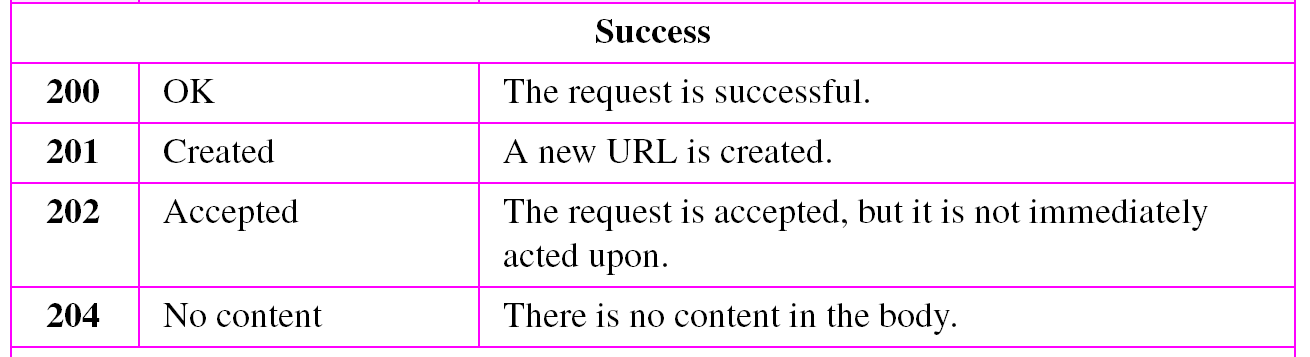 Success
200 OK The request is successful.
201 Created A new URL is created.
202 Accepted The request is accepted, but it is not immediately
acted upon.
204 No content There is no content in the body.